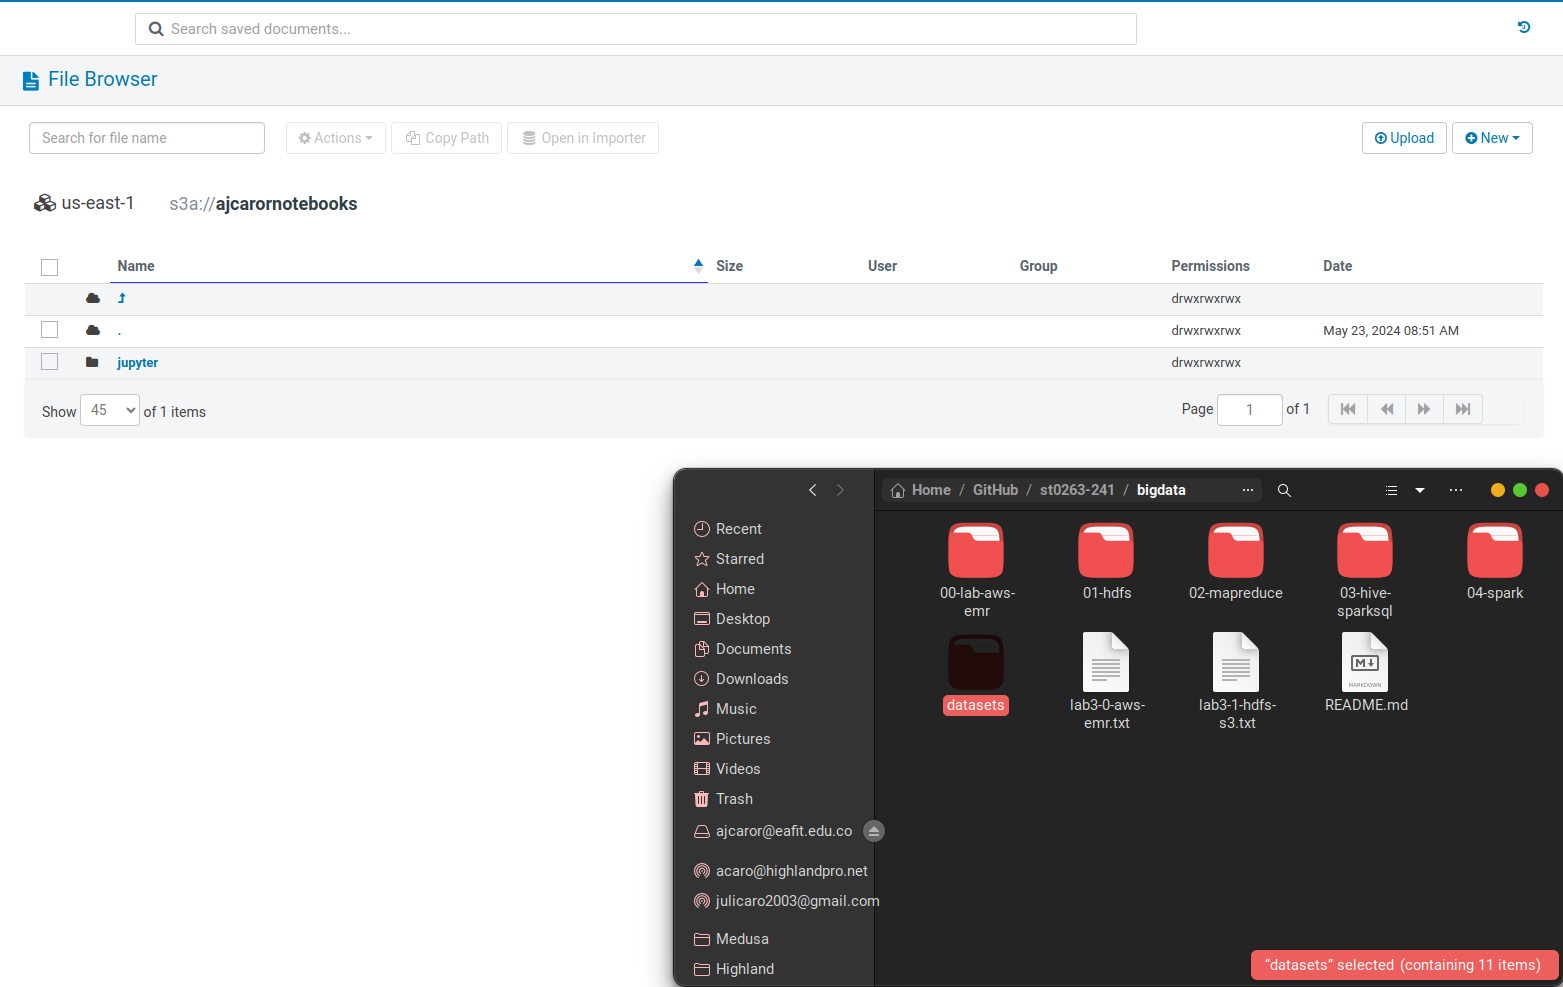 Search saved documents...
File Browser
Search for file name
Actions
Copy Path
Open in Importer
Upload
New
us-east-1
s3a://ajcarornotebooks
Name Size User Group Permissions Date
drwxrwxrwx
. drwxrwxrwx May 23, 2024 08:51 AM
jupyter drwxrwxrwx
Show 45 of 1 items
Page 1 of 1
Home / GitHub / st0263-241 / bigdata
Recent
Starred
Home
Desktop
Documents
Downloads
Music
Pictures
Videos
Trash
ajcaror@eafit.edu.co
acaro@highlandpro.net
julicaro2003@gmail.com
Medusa
Highland
00-lab-aws-
emr
01-hdfs
02-mapreduce
03-hive-
sparksql
04-spark
datasets
lab3-0-aws-
emr.txt
lab3-1-hdfs-
s3.txt
M
MARKDOWN
README.md
“datasets” selected (containing 11 items)